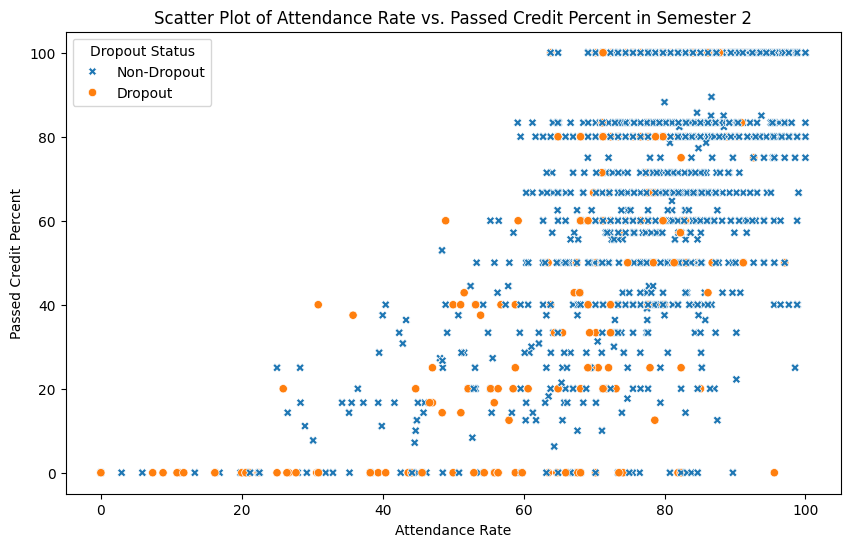 Scatter Plot of Attendance Rate vs. Passed Credit Percent in Semester 2
Dropout Status
Non-Dropout
Dropout
Passed Credit Percent
100
80
60
40
20
0
0 20 40 60 80 100
Attendance Rate